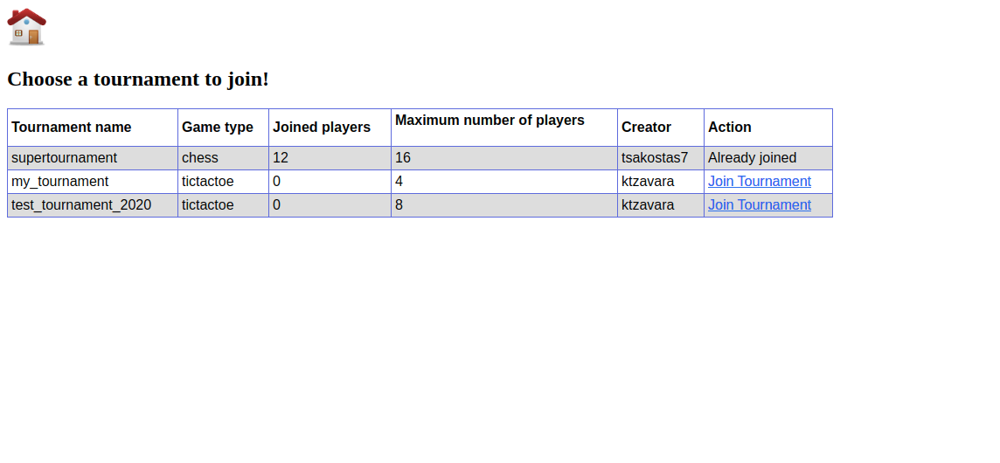 Choose a tournament to join!
Tournament name Game type Joined players Maximum number of players Creator Action
supertournament chess 12 16 tsakostas7 Already joined
my_tournament tictactoe 0 4 ktzavara Join Tournament
test_tournament_2020 tictactoe 0 8 ktzavara Join Tournament